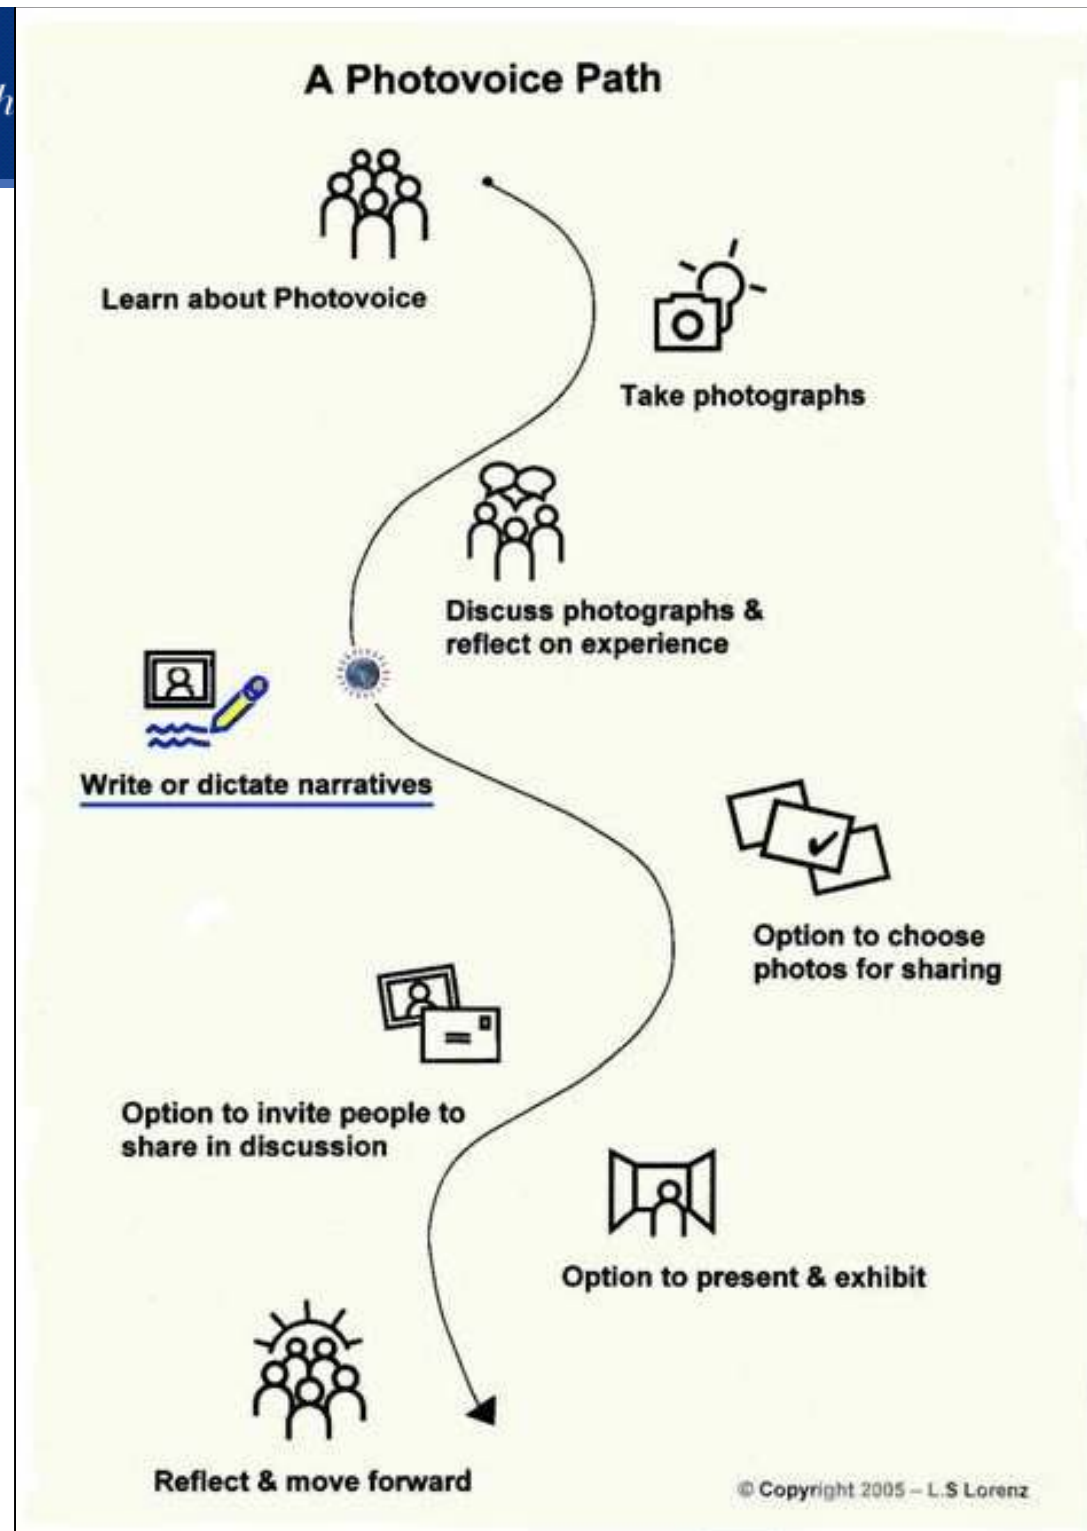 A Photovoice Path
Learn about Photovoice
Take photographs
Discuss photographs &
reflect on experience
Write or dictate narratives
Option to choose
photos for sharing
Option to invite people to
share in discussion
Option to present & exhibit
Reflect & move forward
© Copyright 2005 – L.S Lorenz